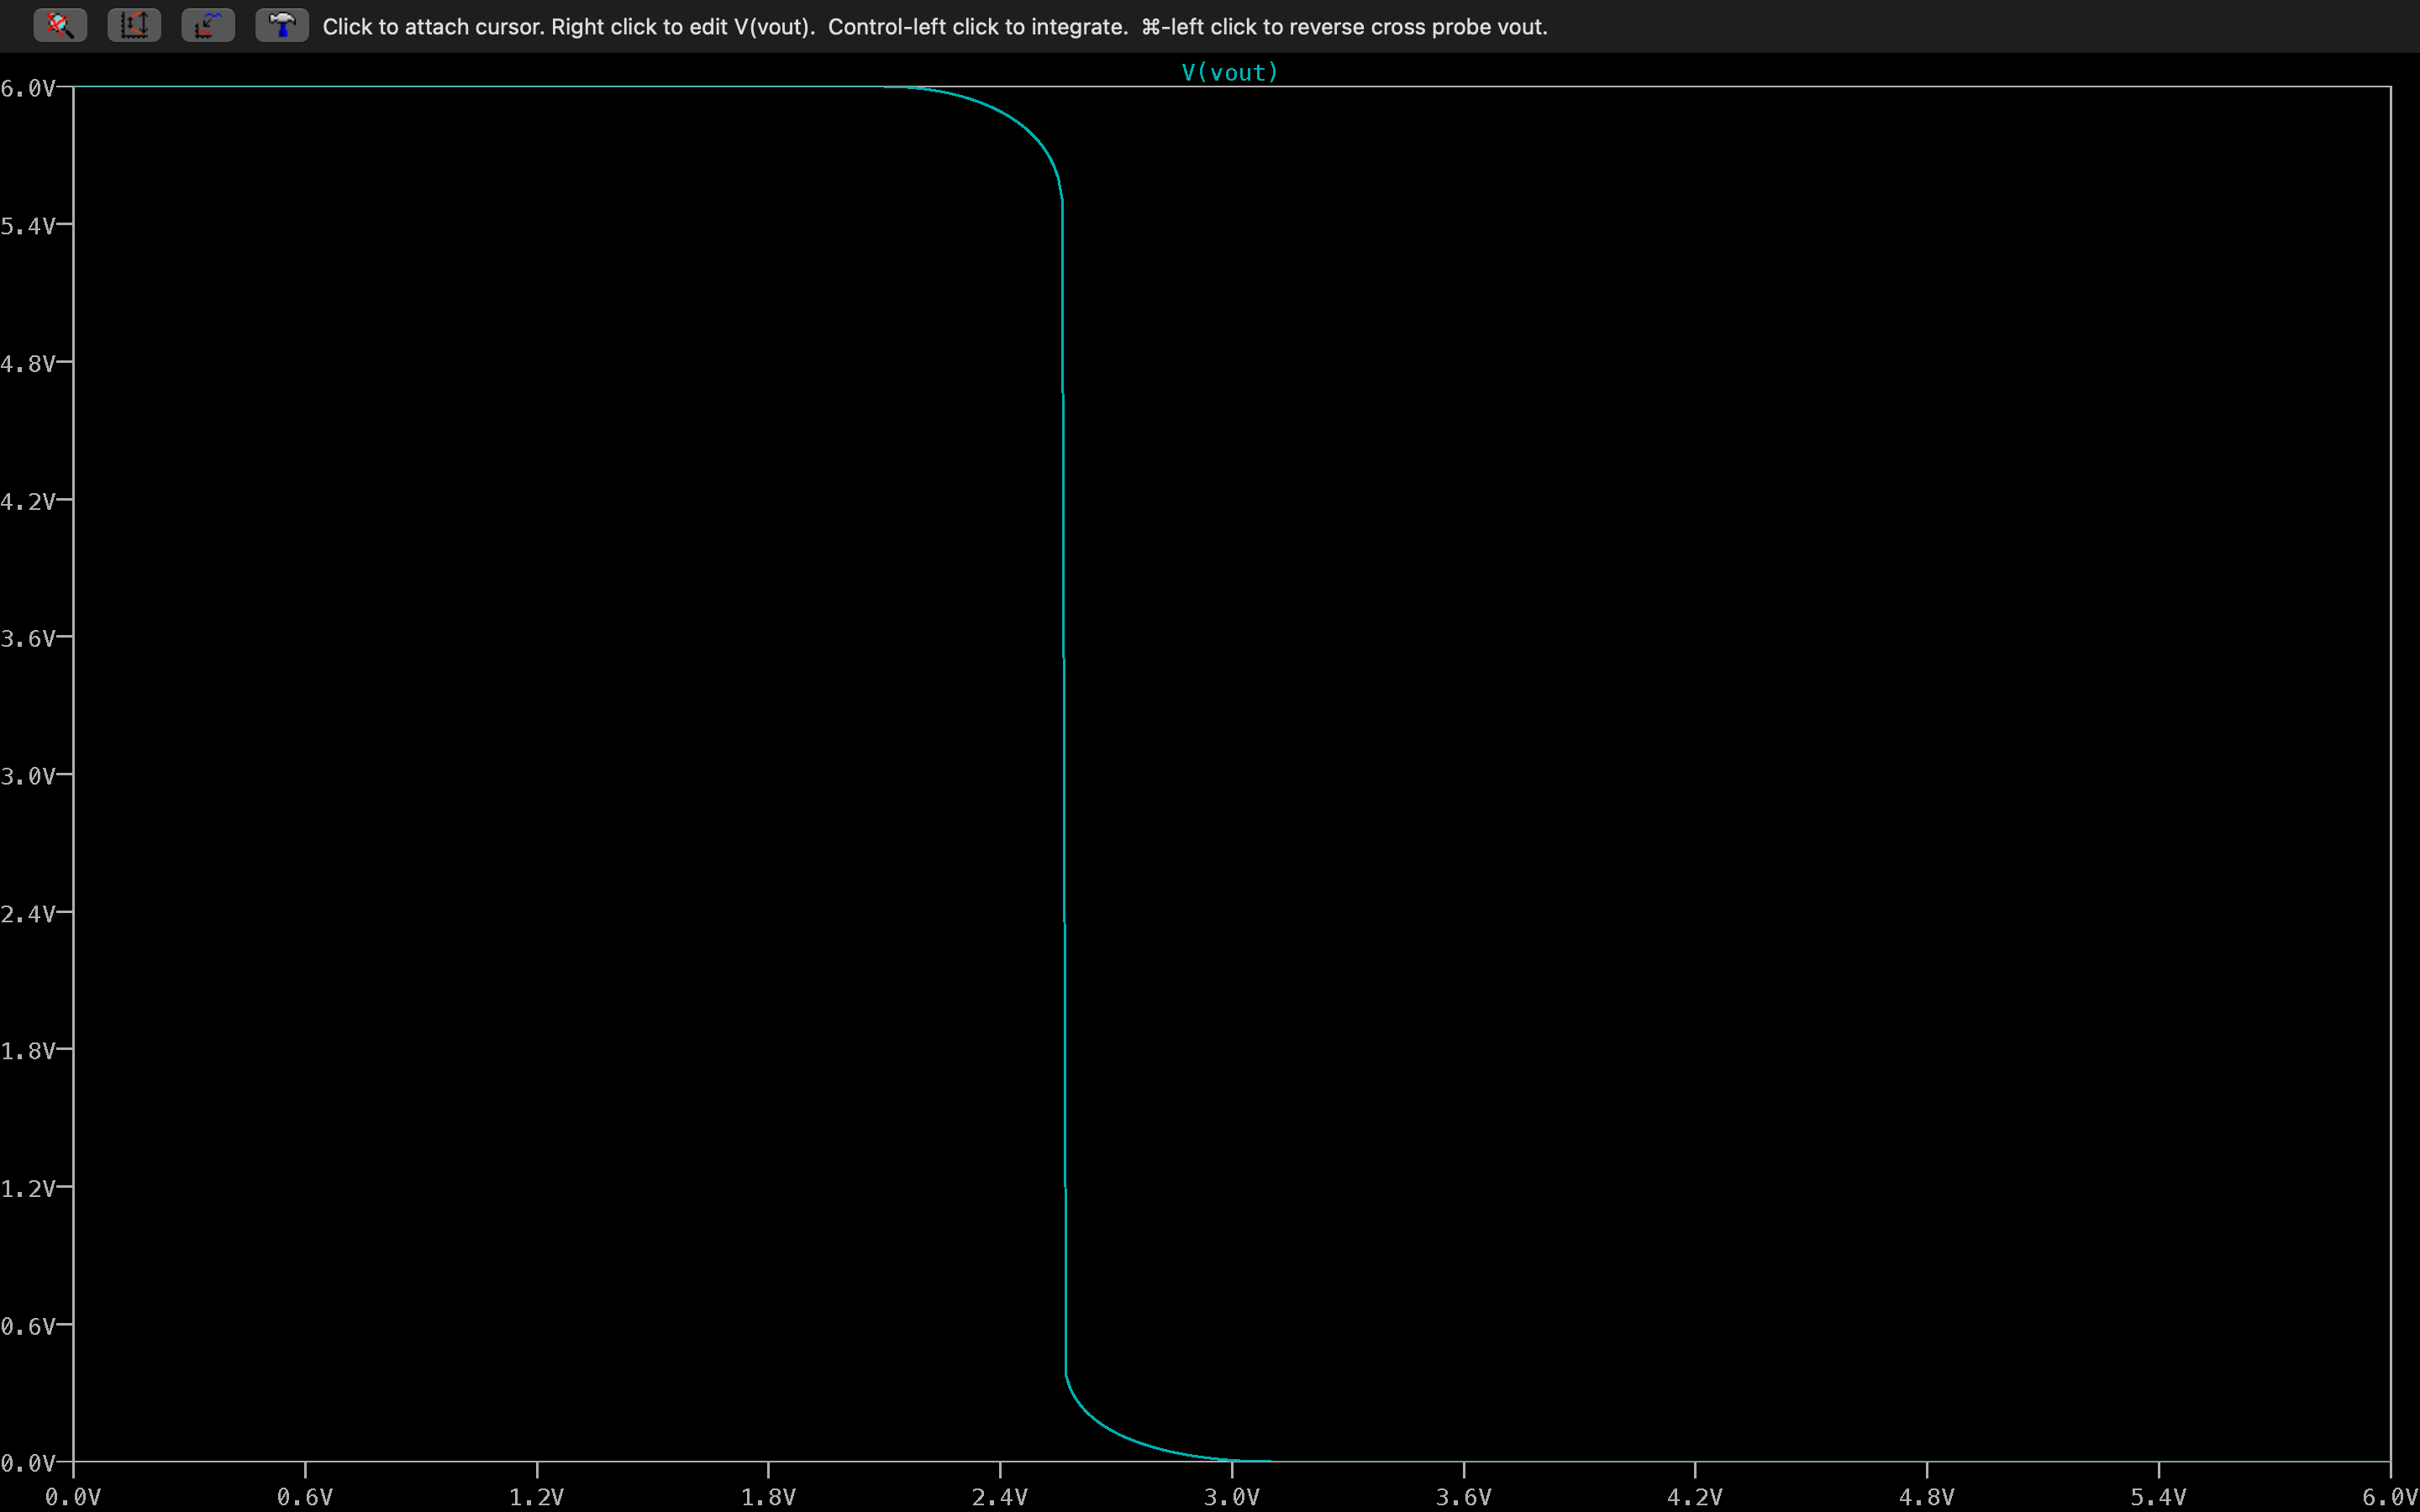 Click to attach cursor. Right click to edit V(vout).  Control-left click to integrate.  ⌘-left click to reverse cross probe vout.
V(vout)
6.0V
5.4V
4.8V
4.2V
3.6V
3.0V
2.4V
1.8V
1.2V
0.6V
0.0V
0.0V 0.6V 1.2V 1.8V 2.4V 3.0V 3.6V 4.2V 4.8V 5.4V 6.0V